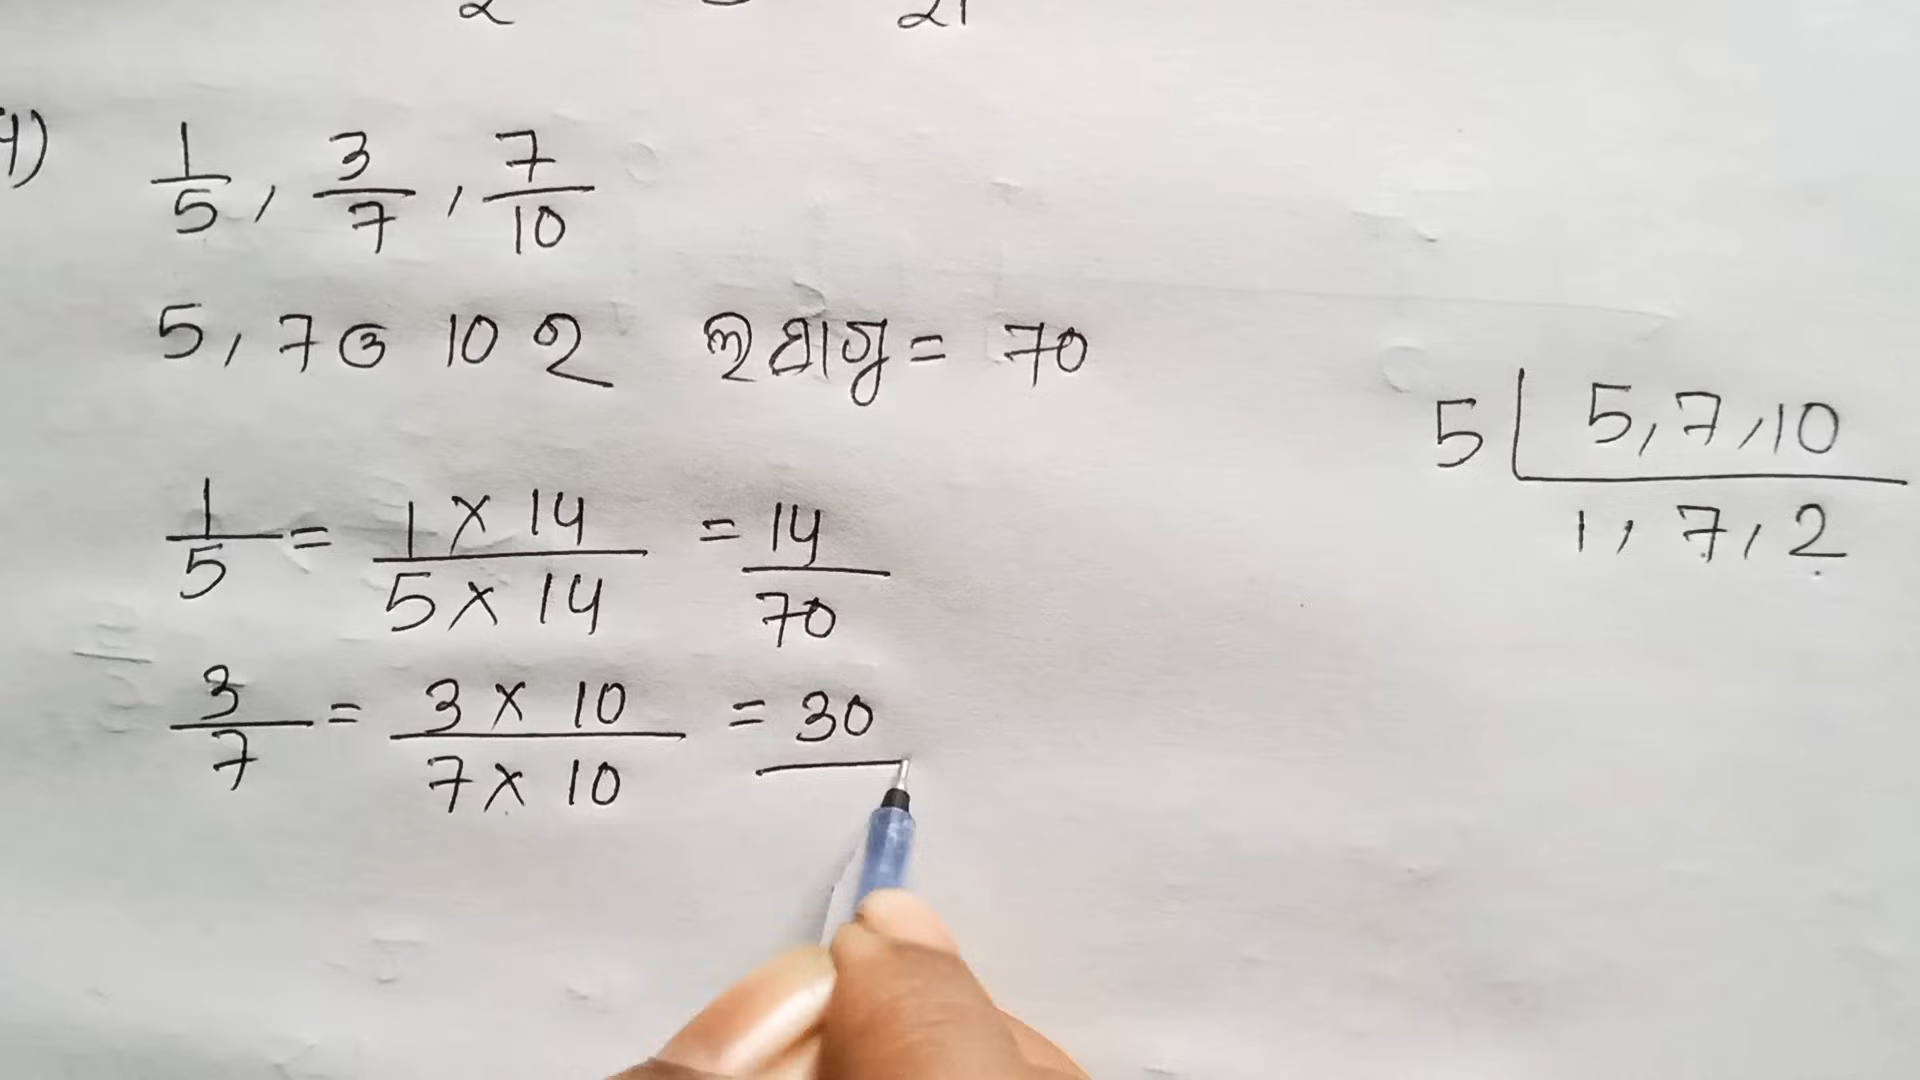 1/5, 3/7, 7/10
5, 7 ଓ 10 ର ଲ.ସା.ଗୁ = 70
5 | 5, 7, 10
1, 7, 2
1/5 = 1 × 14 / 5 × 14 = 14/70
3/7 = 3 × 10 / 7 × 10 = 30